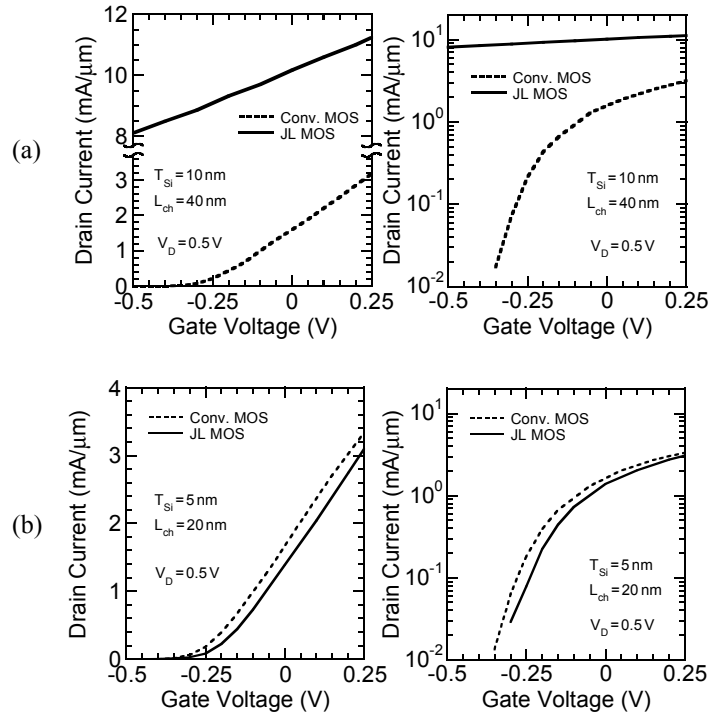 (a)
Drain Current (mA/μm)
12
10
8
3
2
1
0
Conv. MOS
JL MOS
T_Si = 10 nm
L_ch = 40 nm
V_D = 0.5 V
-0.5 -0.25 0 0.25
Gate Voltage (V)
Drain Current (mA/μm)
10^1
10^0
10^-1
10^-2
Conv. MOS
JL MOS
T_Si = 10 nm
L_ch = 40 nm
V_D = 0.5 V
-0.5 -0.25 0 0.25
Gate Voltage (V)
(b)
Drain Current (mA/μm)
4
3
2
1
0
Conv. MOS
JL MOS
T_Si = 5 nm
L_ch = 20 nm
V_D = 0.5 V
-0.5 -0.25 0 0.25
Gate Voltage (V)
Drain Current (mA/μm)
10^1
10^0
10^-1
10^-2
Conv. MOS
JL MOS
T_Si = 5 nm
L_ch = 20 nm
V_D = 0.5 V
-0.5 -0.25 0 0.25
Gate Voltage (V)